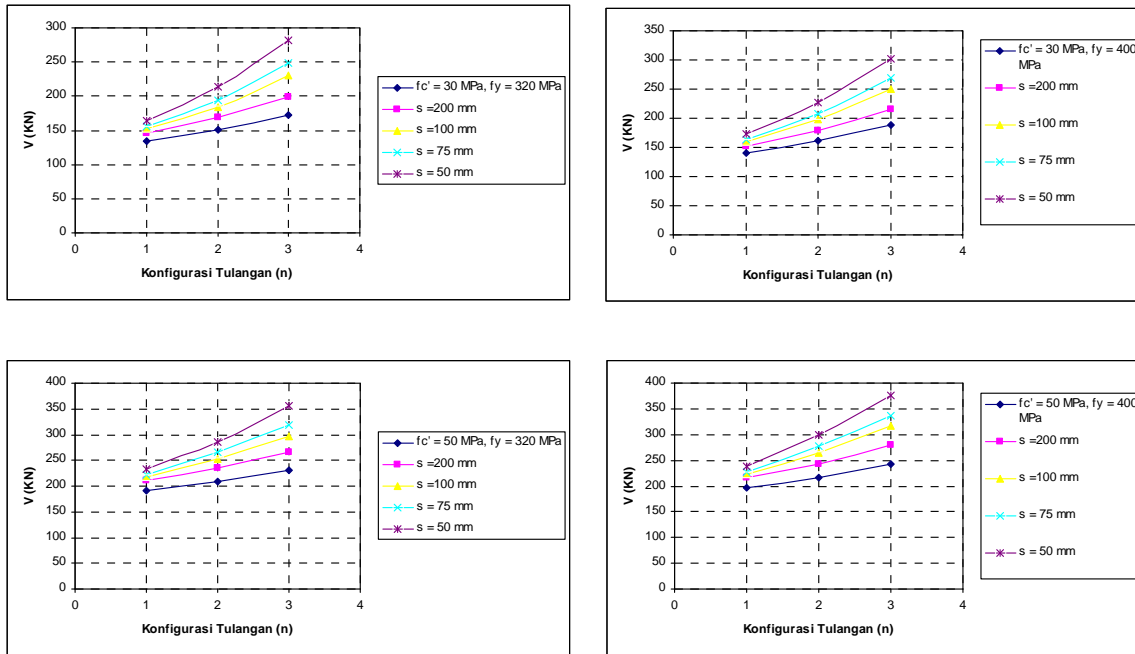 300
250
200
150
100
50
0
0 1 2 3 4
V (KN)
Konfigurasi Tulangan (n)
fc' = 30 MPa, fy = 320 MPa
s =200 mm
s =100 mm
s = 75 mm
s = 50 mm
350
300
250
200
150
100
50
0
0 1 2 3 4
V (KN)
Konfigurasi Tulangan (n)
fc' = 30 MPa, fy = 400
MPa
s =200 mm
s =100 mm
s = 75 mm
s = 50 mm
400
350
300
250
200
150
100
50
0
0 1 2 3 4
V (KN)
Konfigurasi Tulangan (n)
fc' = 50 MPa, fy = 320 MPa
s =200 mm
s =100 mm
s = 75 mm
s = 50 mm
400
350
300
250
200
150
100
50
0
0 1 2 3 4
V (KN)
Konfigurasi Tulangan (n)
fc' = 50 MPa, fy = 400
MPa
s =200 mm
s =100 mm
s = 75 mm
s = 50 mm